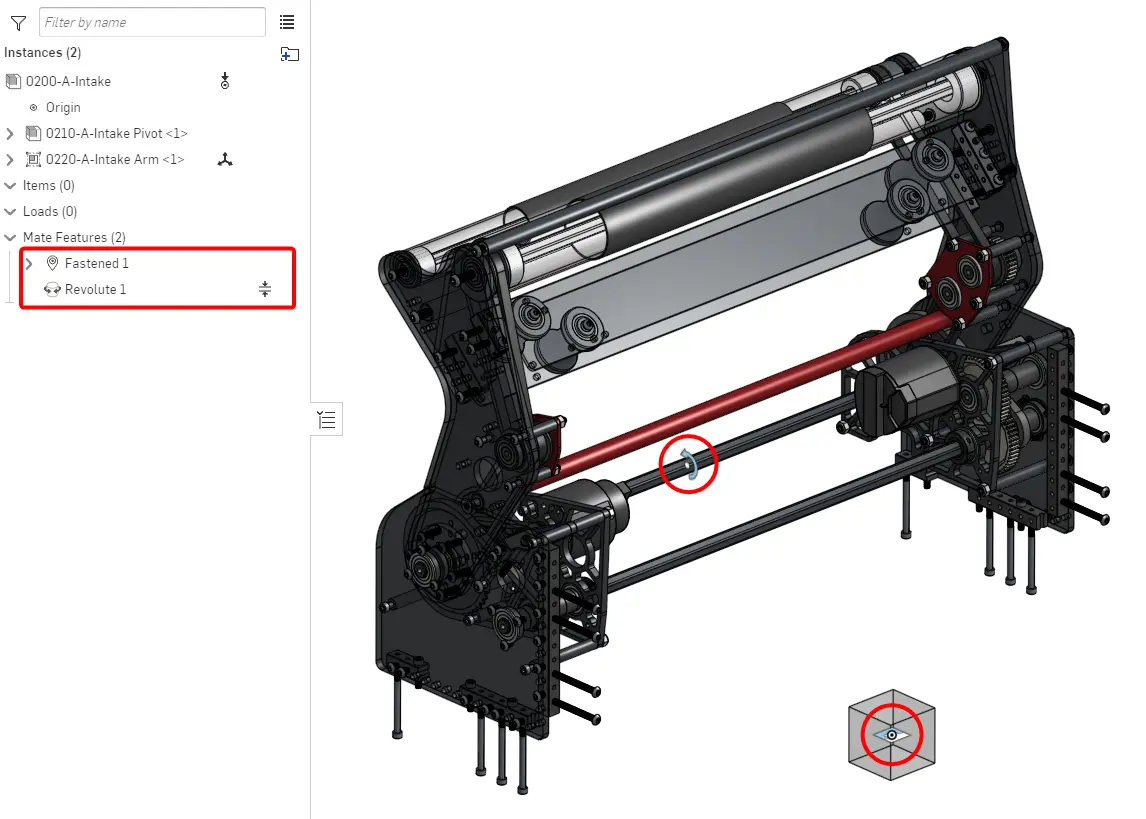 Filter by name
Instances (2)
0200-A-Intake
Origin
0210-A-Intake Pivot <1>
0220-A-Intake Arm <1>
Items (0)
Loads (0)
Mate Features (2)
Fastened 1
Revolute 1